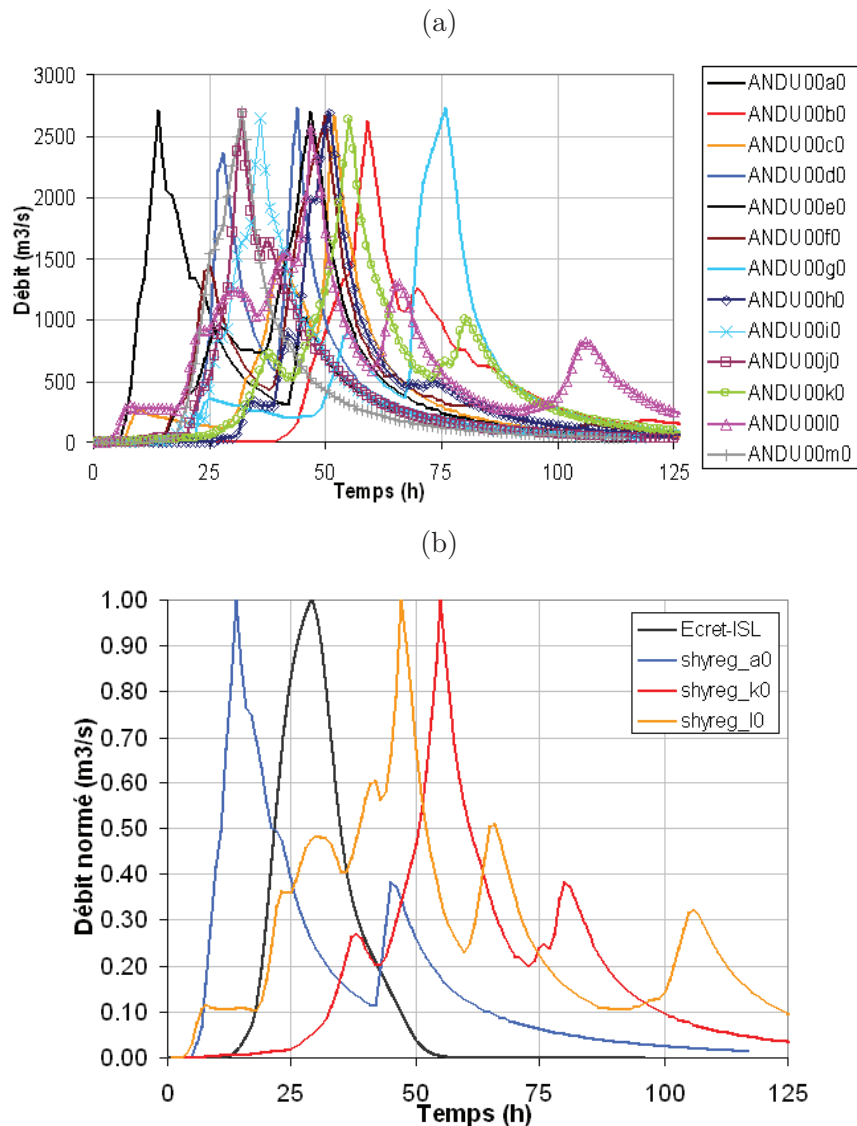 (a)
3000
2500
2000
1500
1000
500
0
Débit (m3/s)
0 25 50 75 100 125
Temps (h)
ANDU00a0
ANDU00b0
ANDU00c0
ANDU00d0
ANDU00e0
ANDU00f0
ANDU00g0
ANDU00h0
ANDU00i0
ANDU00j0
ANDU00k0
ANDU00l0
ANDU00m0
(b)
1.00
0.90
0.80
0.70
0.60
0.50
0.40
0.30
0.20
0.10
0.00
Débit normé (m3/s)
0 25 50 75 100 125
Temps (h)
Ecret-ISL
shyreg_a0
shyreg_k0
shyreg_l0